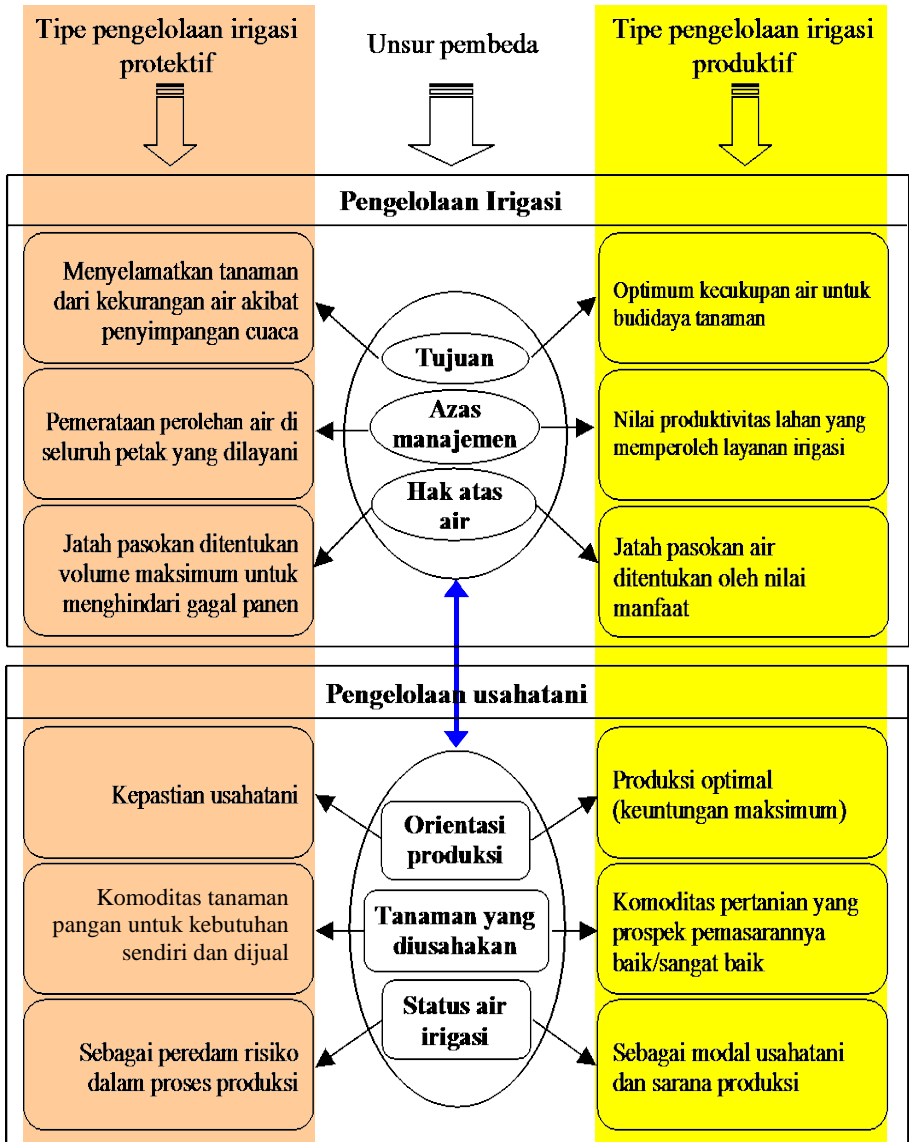 Tipe pengelolaan irigasi
protektif
Unsur pembeda
Tipe pengelolaan irigasi
produktif
Pengelolaan Irigasi
Menyelamatkan tanaman
dari kekurangan air akibat
penyimpangan cuaca
Tujuan
Optimum kecukupan air untuk
budidaya tanaman
Pemerataan perolehan air di
seluruh petak yang dilayani
Azas
manajemen
Nilai produktivitas lahan yang
memperoleh layanan irigasi
Jatah pasokan ditentukan
volume maksimum untuk
menghindari gagal panen
Hak atas
air
Jatah pasokan air
ditentukan oleh nilai
manfaat
Pengelolaan usahatani
Kepastian usahatani
Orientasi
produksi
Produksi optimal
(keuntungan maksimum)
Komoditas tanaman
pangan untuk kebutuhan
sendiri dan dijual
Tanaman yang
diusahakan
Komoditas pertanian yang
prospek pemasarannya
baik/sangat baik
Sebagai peredam risiko
dalam proses produksi
Status air
irigasi
Sebagai modal usahatani
dan sarana produksi